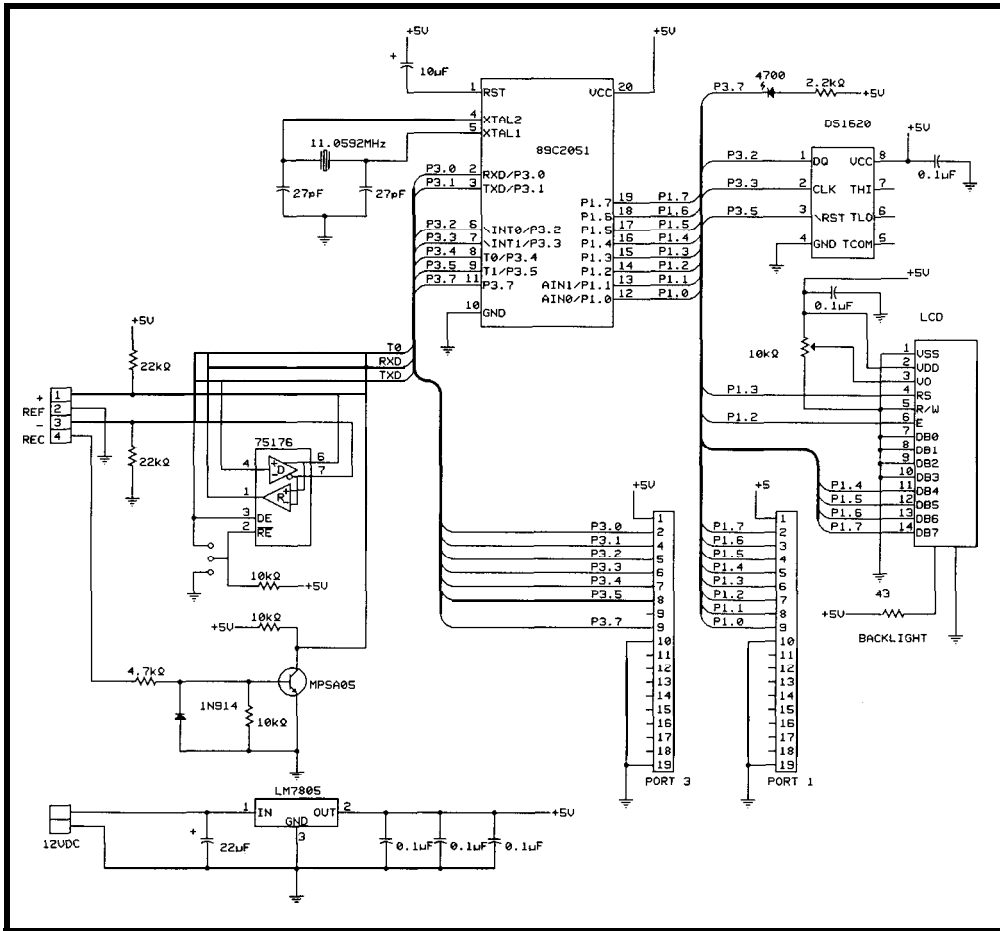 +5V
+
10µF
1 RST
VCC 20
+5V
4 XTAL2
5 XTAL1
11.0592MHz
27pF
27pF
89C2051
P3.0 2 RXD/P3.0
P3.1 3 TXD/P3.1
P3.2 6 \INT0/P3.2
P3.3 7 \INT1/P3.3
P3.4 8 T0/P3.4
P3.5 9 T1/P3.5
P3.7 11 P3.7
10 GND
P1.7 19 P1.7
P1.6 18 P1.6
P1.5 17 P1.5
P1.4 16 P1.4
P1.3 15 P1.3
P1.2 14 P1.2
AIN1/P1.1 13 P1.1
AIN0/P1.0 12 P1.0
P3.7
4700
2.2kΩ
+5V
DS1620
+5V
0.1µF
P3.2 1 DQ
VCC 8
P3.3 2 CLK
THI 7
P3.5 3 \RST
TLO 6
4 GND
TCOM 5
+5V
0.1µF
10kΩ
LCD
1 VSS
2 VDD
3 VO
P1.3 4 RS
5 R/W
P1.2 6 E
7 DB0
8 DB1
9 DB2
10 DB3
P1.4 11 DB4
P1.5 12 DB5
P1.6 13 DB6
P1.7 14 DB7
43
+5V
BACKLIGHT
T0
RXD
TXD
+5V
22kΩ
+ 1
REF 2
- 3
REC 4
22kΩ
75176
4 +D 6
- 7
1 R + -
3 DE
2 RE
10kΩ
+5V
10kΩ
+5V
4.7kΩ
1N914
10kΩ
MPSA05
+5V
1
P3.0 2
P3.1 4
P3.2 5
P3.3 6
P3.4 7
P3.5 8
9
P3.7 9
10
11
12
13
14
15
16
17
18
19
PORT 3
+5
1
P1.7 2
P1.6 3
P1.5 4
P1.4 5
P1.3 6
P1.2 7
P1.1 8
P1.0 9
10
11
12
13
14
15
16
17
18
19
PORT 1
12VDC
+
22µF
LM7805
1 IN
OUT 2
GND
3
+5V
0.1µF
0.1µF
0.1µF